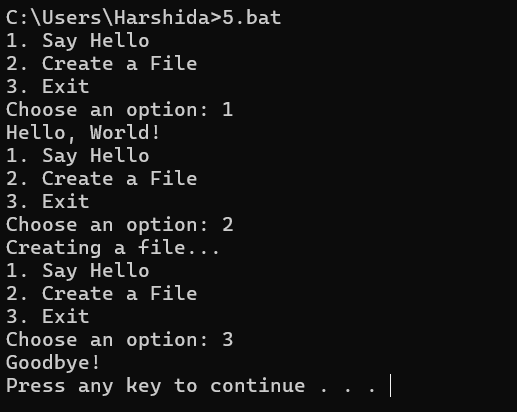 C:\Users\Harshida>5.bat
1. Say Hello
2. Create a File
3. Exit
Choose an option: 1
Hello, World!
1. Say Hello
2. Create a File
3. Exit
Choose an option: 2
Creating a file...
1. Say Hello
2. Create a File
3. Exit
Choose an option: 3
Goodbye!
Press any key to continue . . .